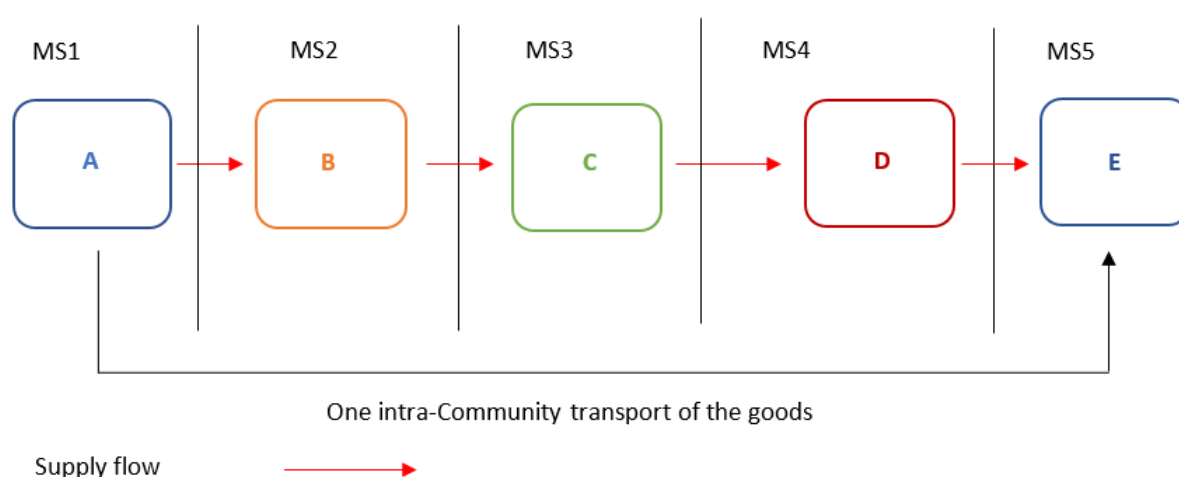 MS1 MS2 MS3 MS4 MS5
A B C D E
One intra-Community transport of the goods
Supply flow